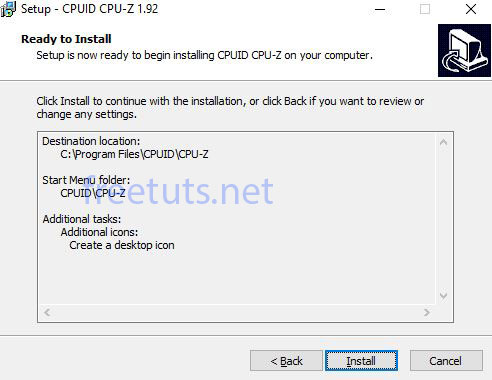 Setup - CPUID CPU-Z 1.92
Ready to Install
Setup is now ready to begin installing CPUID CPU-Z on your computer.
Click Install to continue with the installation, or click Back if you want to review or
change any settings.
Destination location:
C:\Program Files\CPUID\CPU-Z
Start Menu folder:
CPUID\CPU-Z
freetuts.net
Additional tasks:
Additional icons:
Create a desktop icon
< Back
Install
Cancel